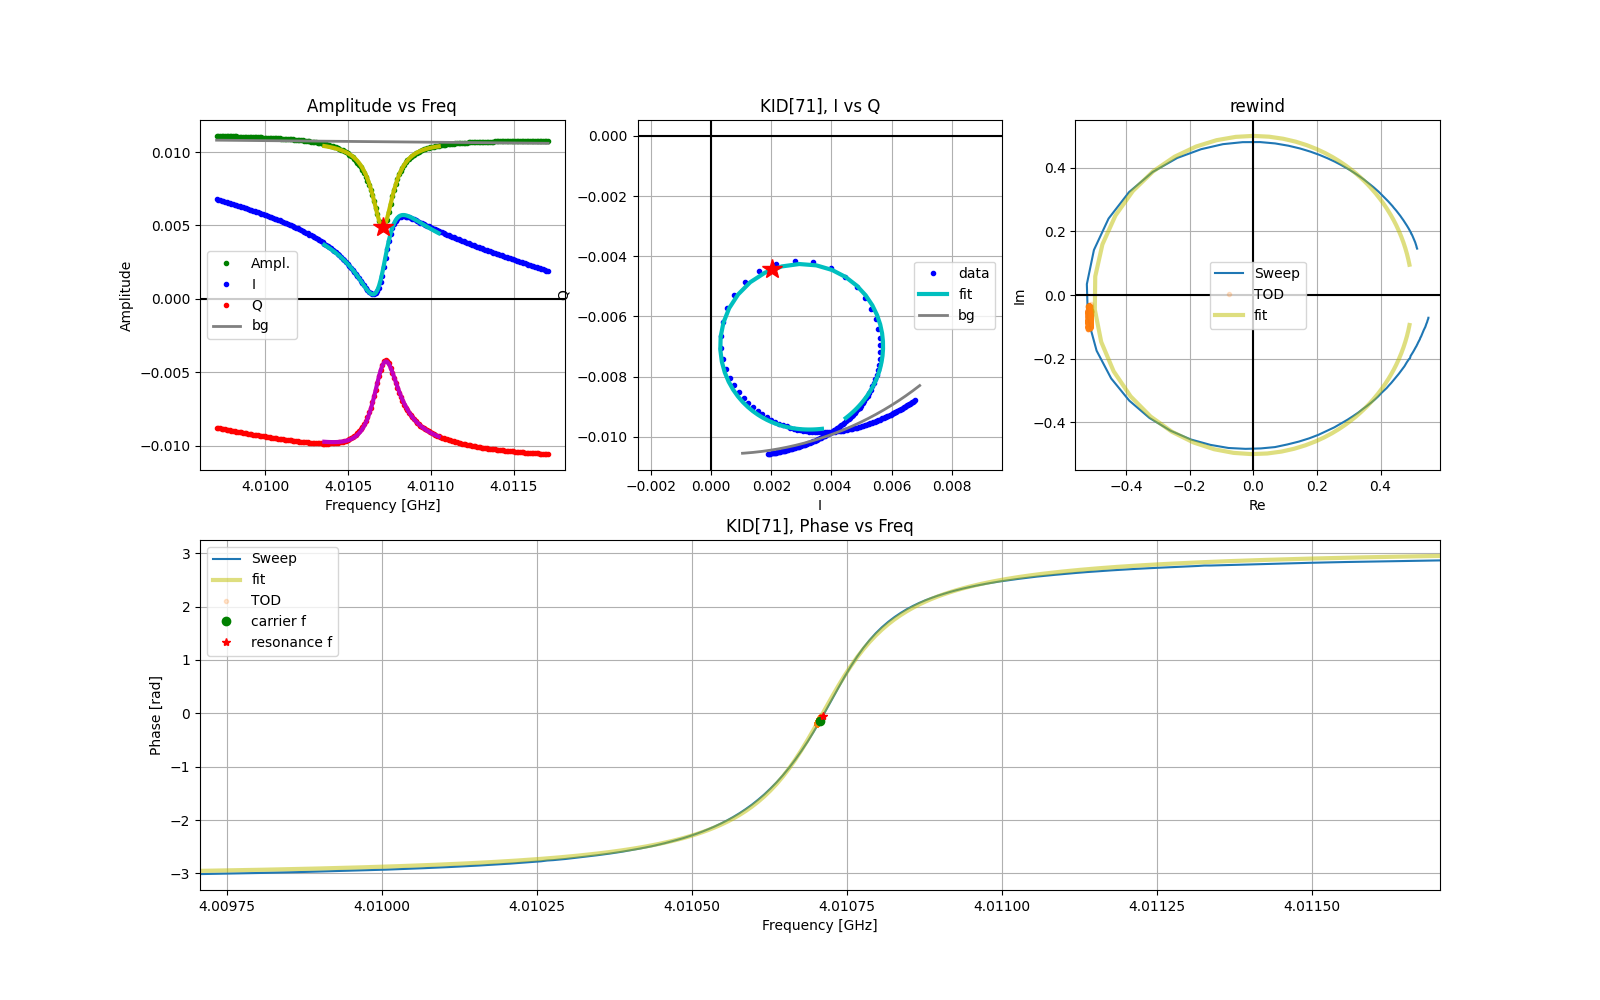 Amplitude vs Freq
Amplitude
0.010
0.005
0.000
−0.005
−0.010
Ampl.
I
Q
bg
4.0100 4.0105 4.0110 4.0115
Frequency [GHz]
KID[71], I vs Q
Q
0.000
−0.002
−0.004
−0.006
−0.008
−0.010
data
fit
bg
−0.002 0.000 0.002 0.004 0.006 0.008
I
rewind
Im
0.4
0.2
0.0
−0.2
−0.4
Sweep
TOD
fit
−0.4 −0.2 0.0 0.2 0.4
Re
KID[71], Phase vs Freq
Phase [rad]
3
2
1
0
−1
−2
−3
Sweep
fit
TOD
carrier f
resonance f
4.00975 4.01000 4.01025 4.01050 4.01075 4.01100 4.01125 4.01150
Frequency [GHz]